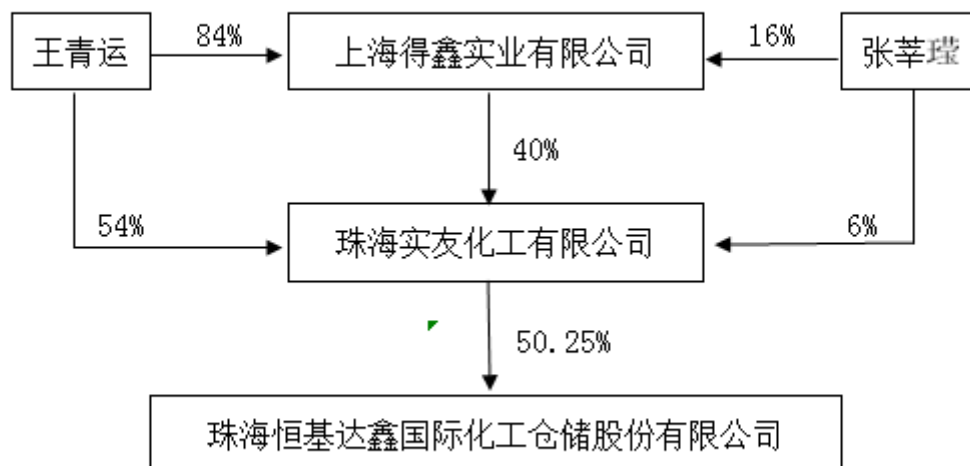 王青运
84%
上海得鑫实业有限公司
16%
张莘瑆
40%
54%
珠海实友化工有限公司
6%
50.25%
珠海恒基达鑫国际化工仓储股份有限公司